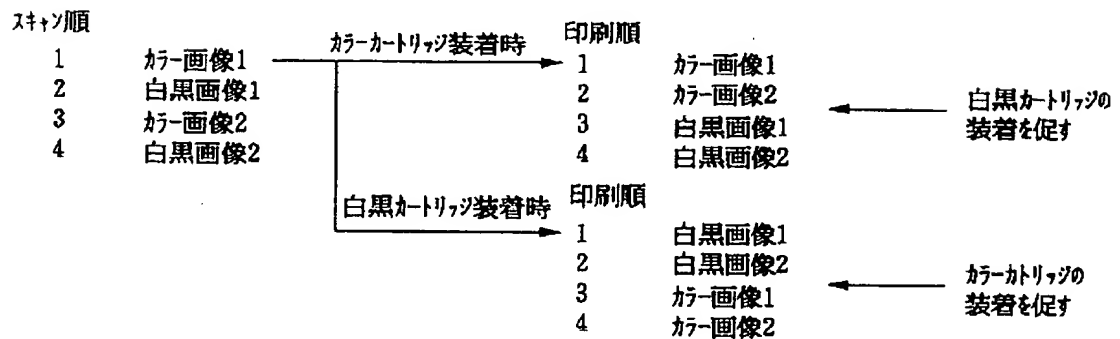 スキャン順
1 カラー画像1
2 白黒画像1
3 カラー画像2
4 白黒画像2
カラーカートリッジ装着時
印刷順
1 カラー画像1
2 カラー画像2
3 白黒画像1
4 白黒画像2
白黒カートリッジの
装着を促す
白黒カートリッジ装着時
印刷順
1 白黒画像1
2 白黒画像2
3 カラー画像1
4 カラー画像2
カラーカトリッジの
装着を促す